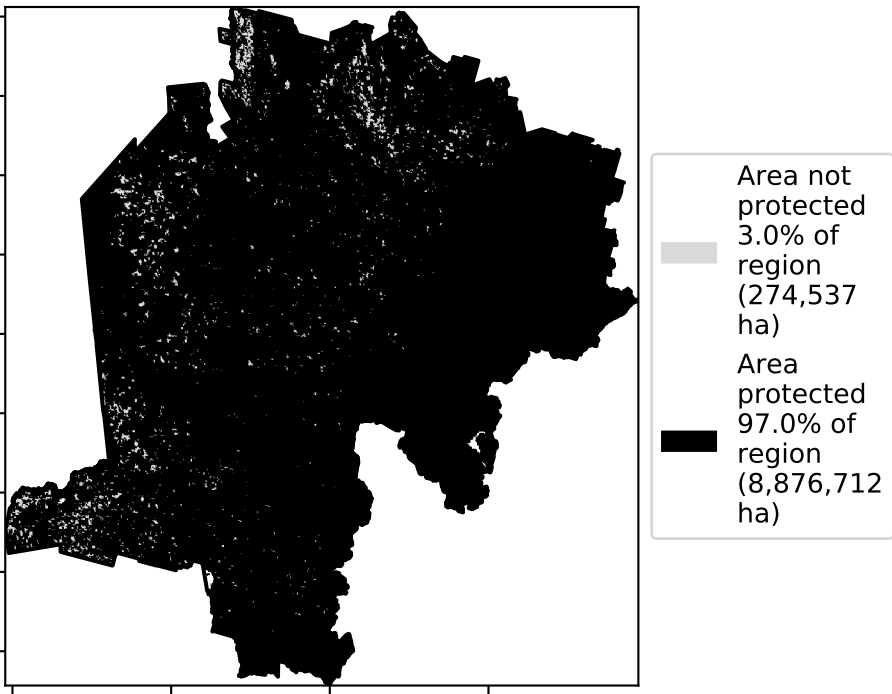 Area not
protected
3.0% of
region
(274,537
ha)
Area
protected
97.0% of
region
(8,876,712
ha)